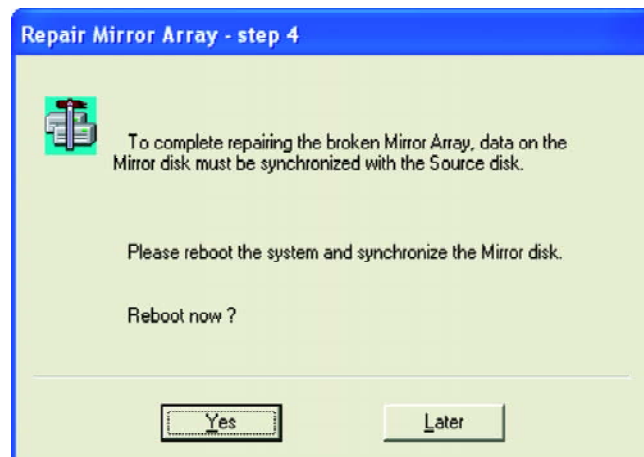 Repair Mirror Array - step 4
To complete repairing the broken Mirror Array, data on the
Mirror disk must be synchronized with the Source disk.
Please reboot the system and synchronize the Mirror disk.
Reboot now ?
Yes
Later